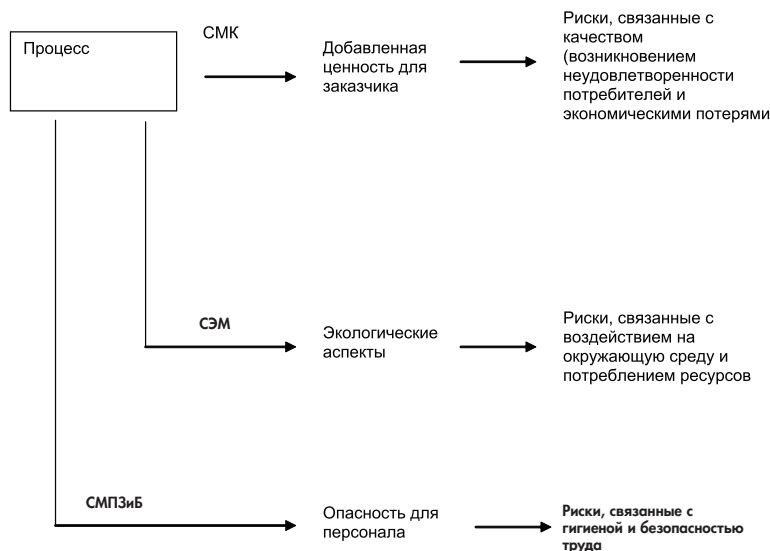 Процесс
СМК
Добавленная
ценность для
заказчика
Риски, связанные с
качеством
(возникновением
неудовлетворенности
потребителей и
экономическими потерями
СЭМ
Экологические
аспекты
Риски, связанные с
воздействием на
окружающую среду и
потреблением ресурсов
СМПЗиБ
Опасность для
персонала
Риски, связанные с
гигиеной и безопасностью
труда